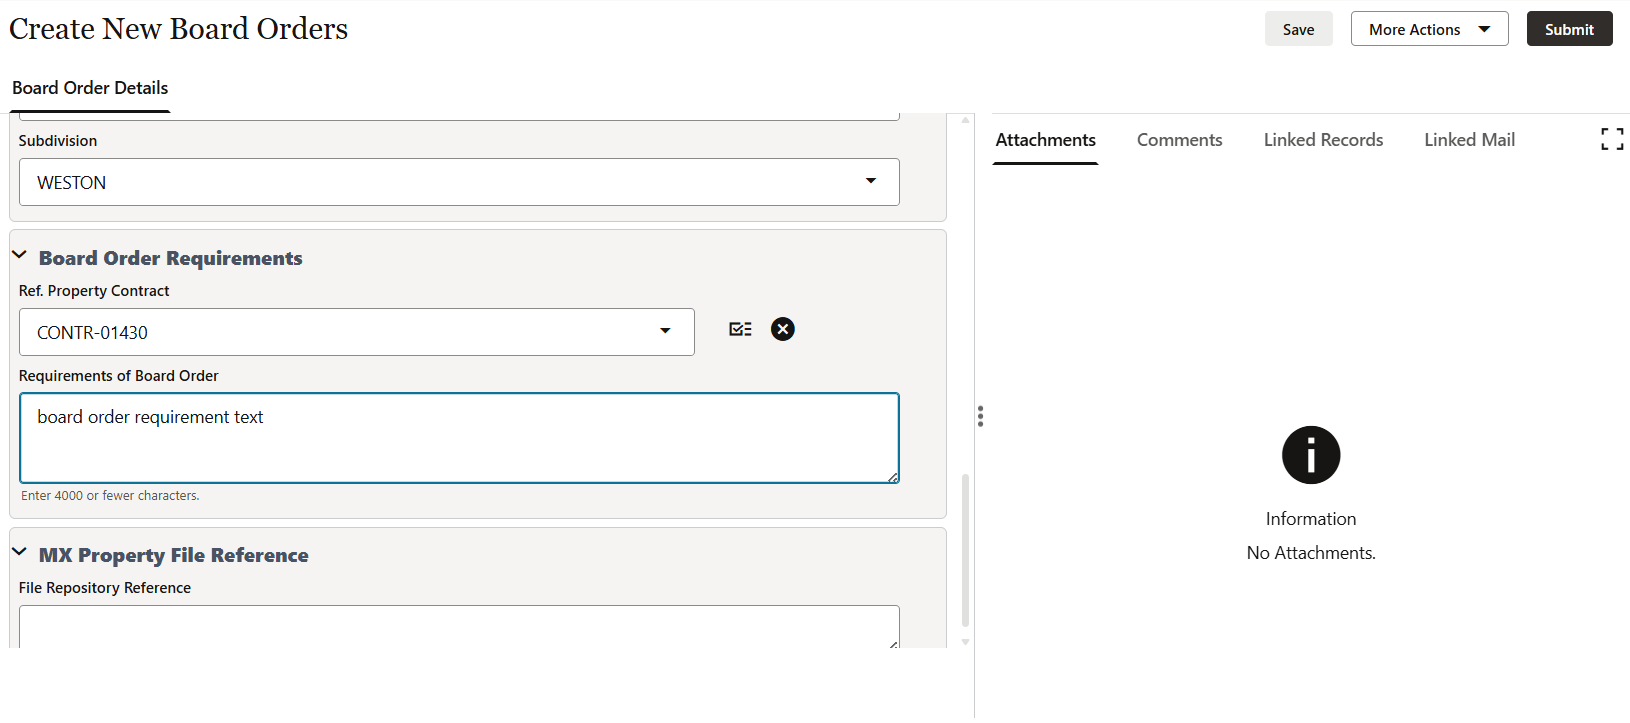 Create New Board Orders
Save
More Actions
Submit
Board Order Details
Subdivision
WESTON
Board Order Requirements
Ref. Property Contract
CONTR-01430
Requirements of Board Order
board order requirement text
Enter 4000 or fewer characters.
MX Property File Reference
File Repository Reference
Attachments
Comments
Linked Records
Linked Mail
Information
No Attachments.